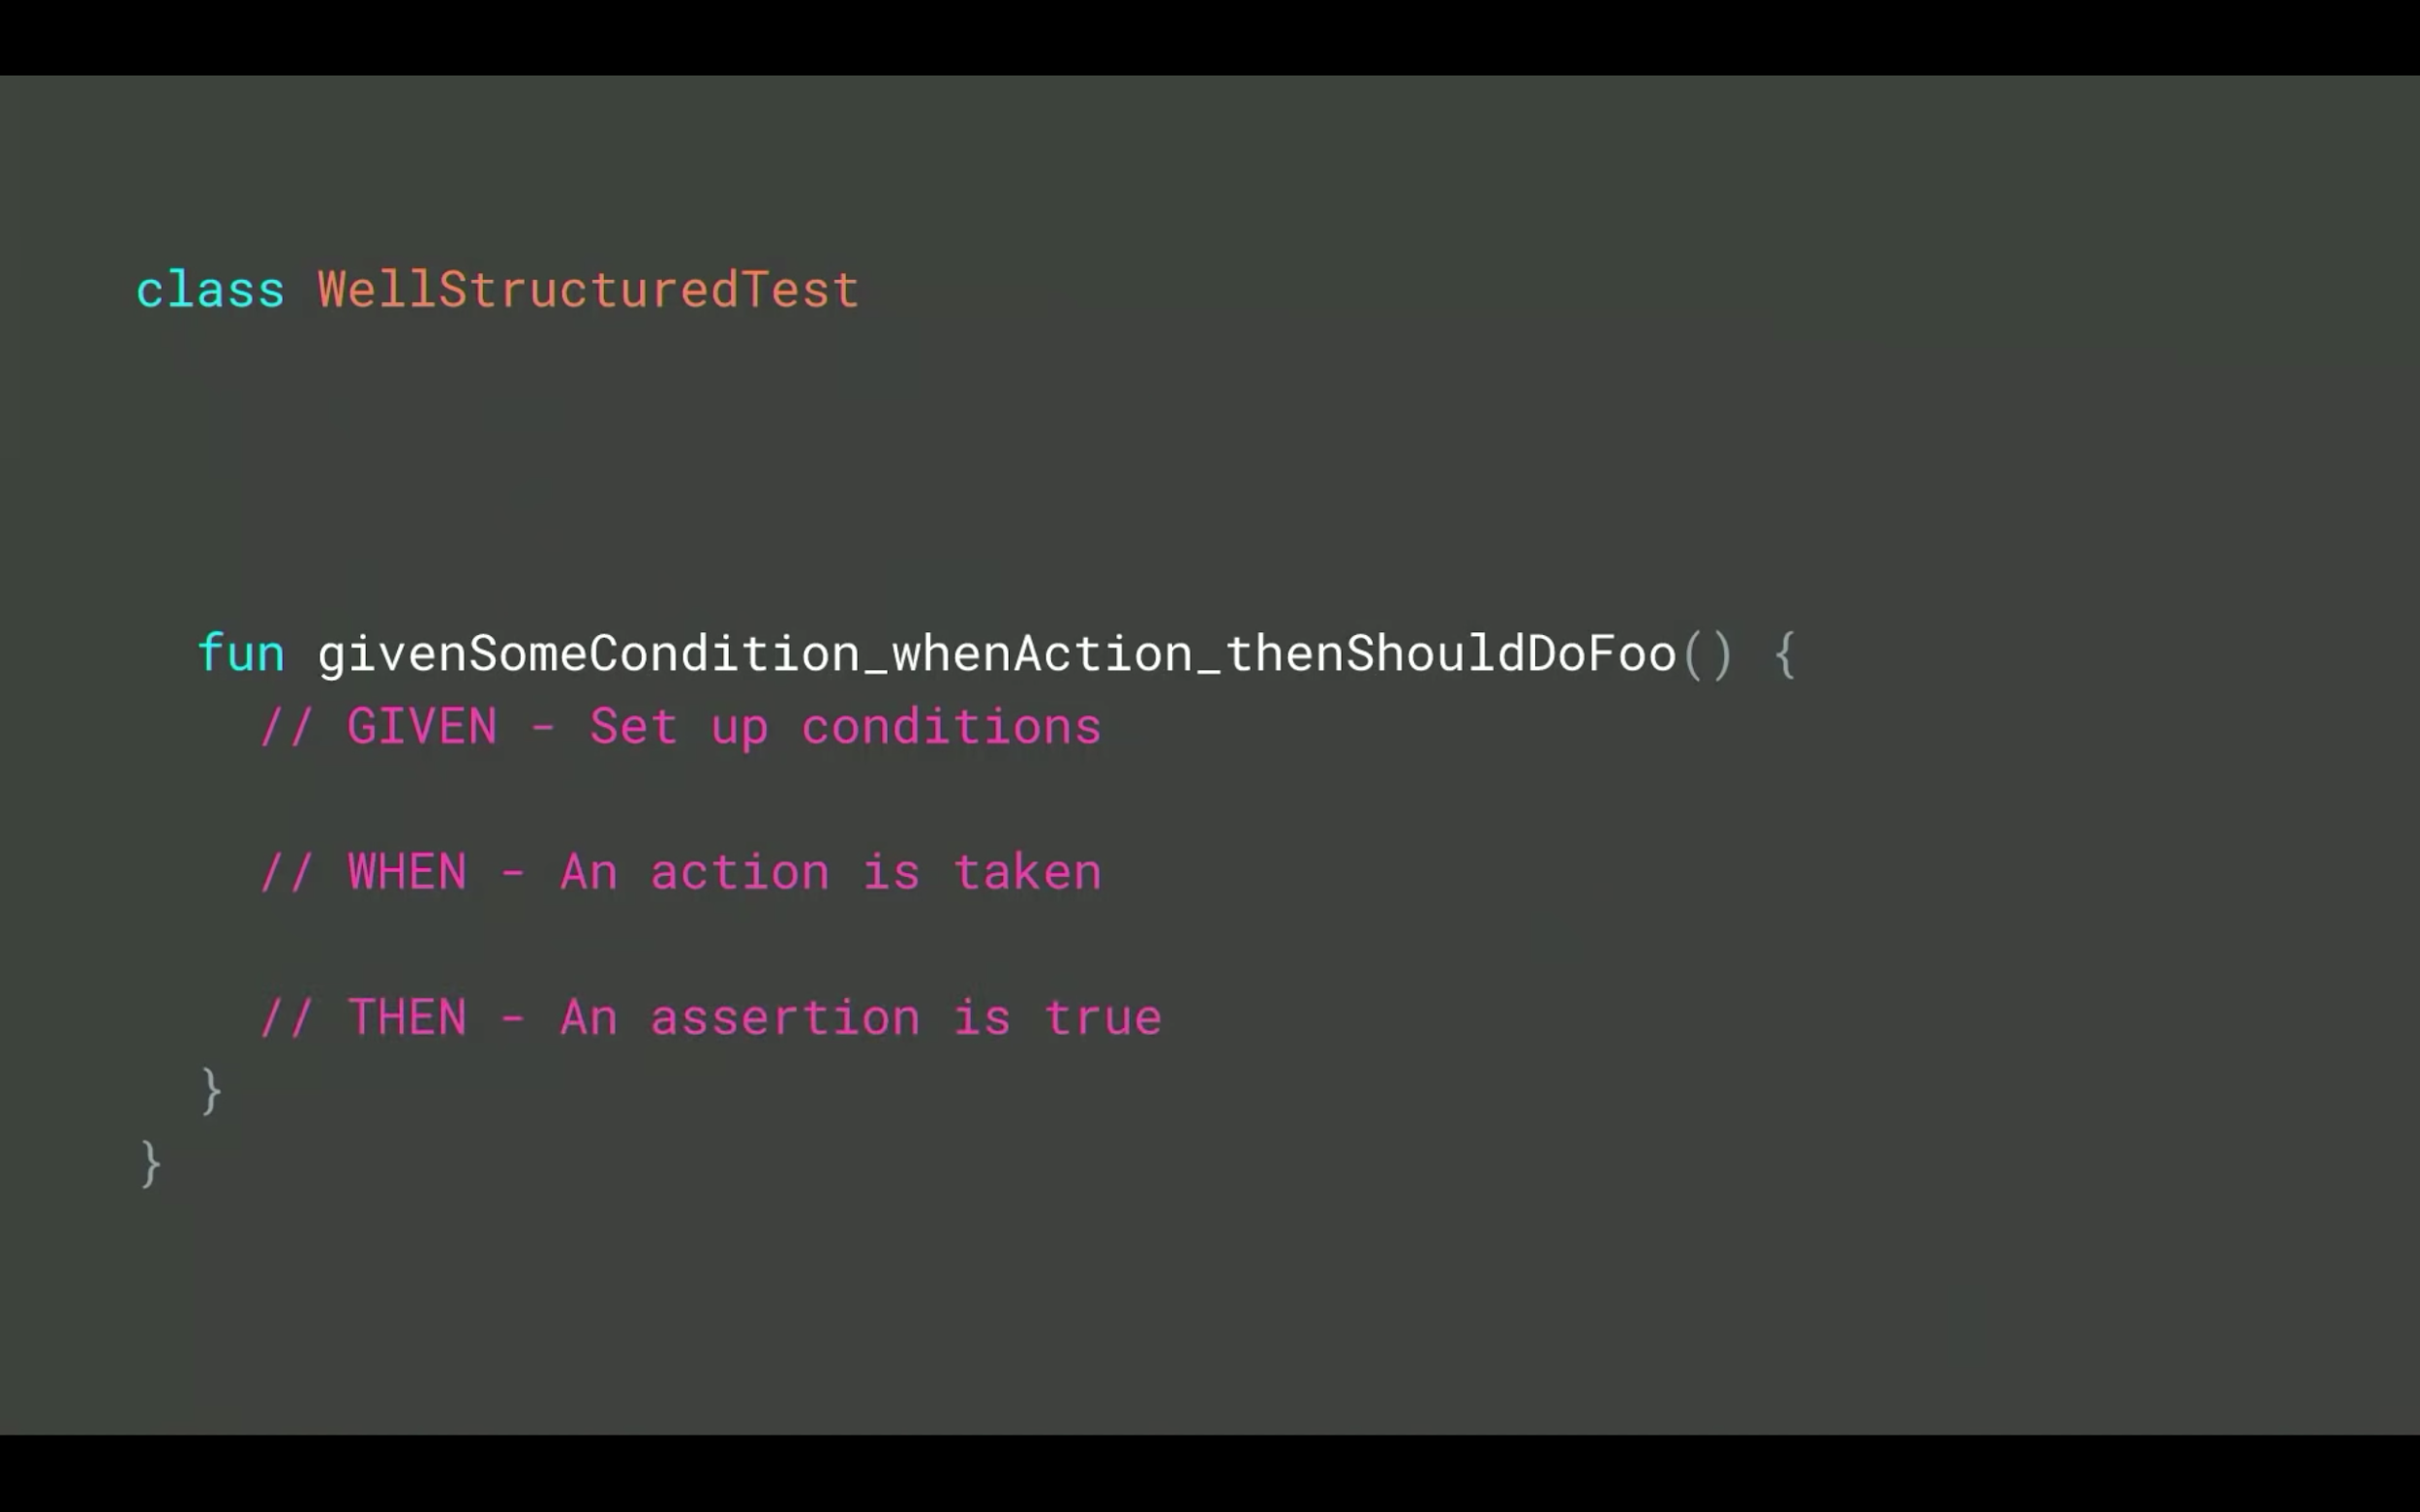 class WellStructuredTest
fun givenSomeCondition_whenAction_thenShouldDoFoo() {
// GIVEN - Set up conditions
// WHEN - An action is taken
// THEN - An assertion is true
}
}